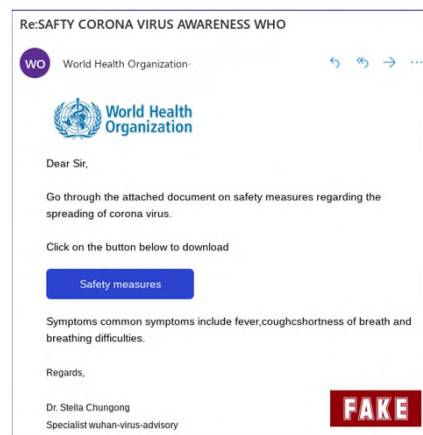 Re:SAFTY CORONA VIRUS AWARENESS WHO
WO World Health Organization·
World Health
Organization
Dear Sir,
Go through the attached document on safety measures regarding the
spreading of corona virus.
Click on the button below to download
Safety measures
Symptoms common symptoms include fever,coughcshortness of breath and
breathing difficulties.
Regards,
Dr. Stella Chungong
Specialist wuhan-virus-advisory
FAKE